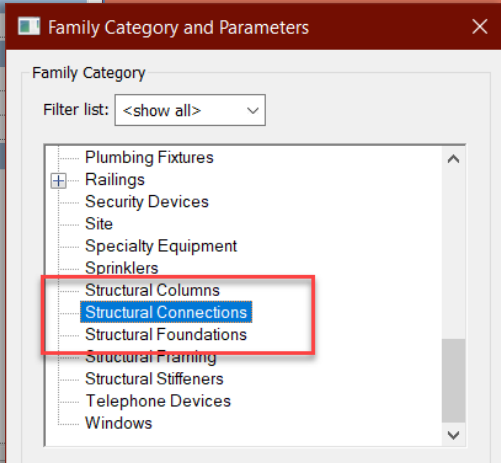 Family Category and Parameters
Family Category
Filter list: <show all>
Plumbing Fixtures
Railings
Security Devices
Site
Specialty Equipment
Sprinklers
Structural Columns
Structural Connections
Structural Foundations
Structural Framing
Structural Stiffeners
Telephone Devices
Windows